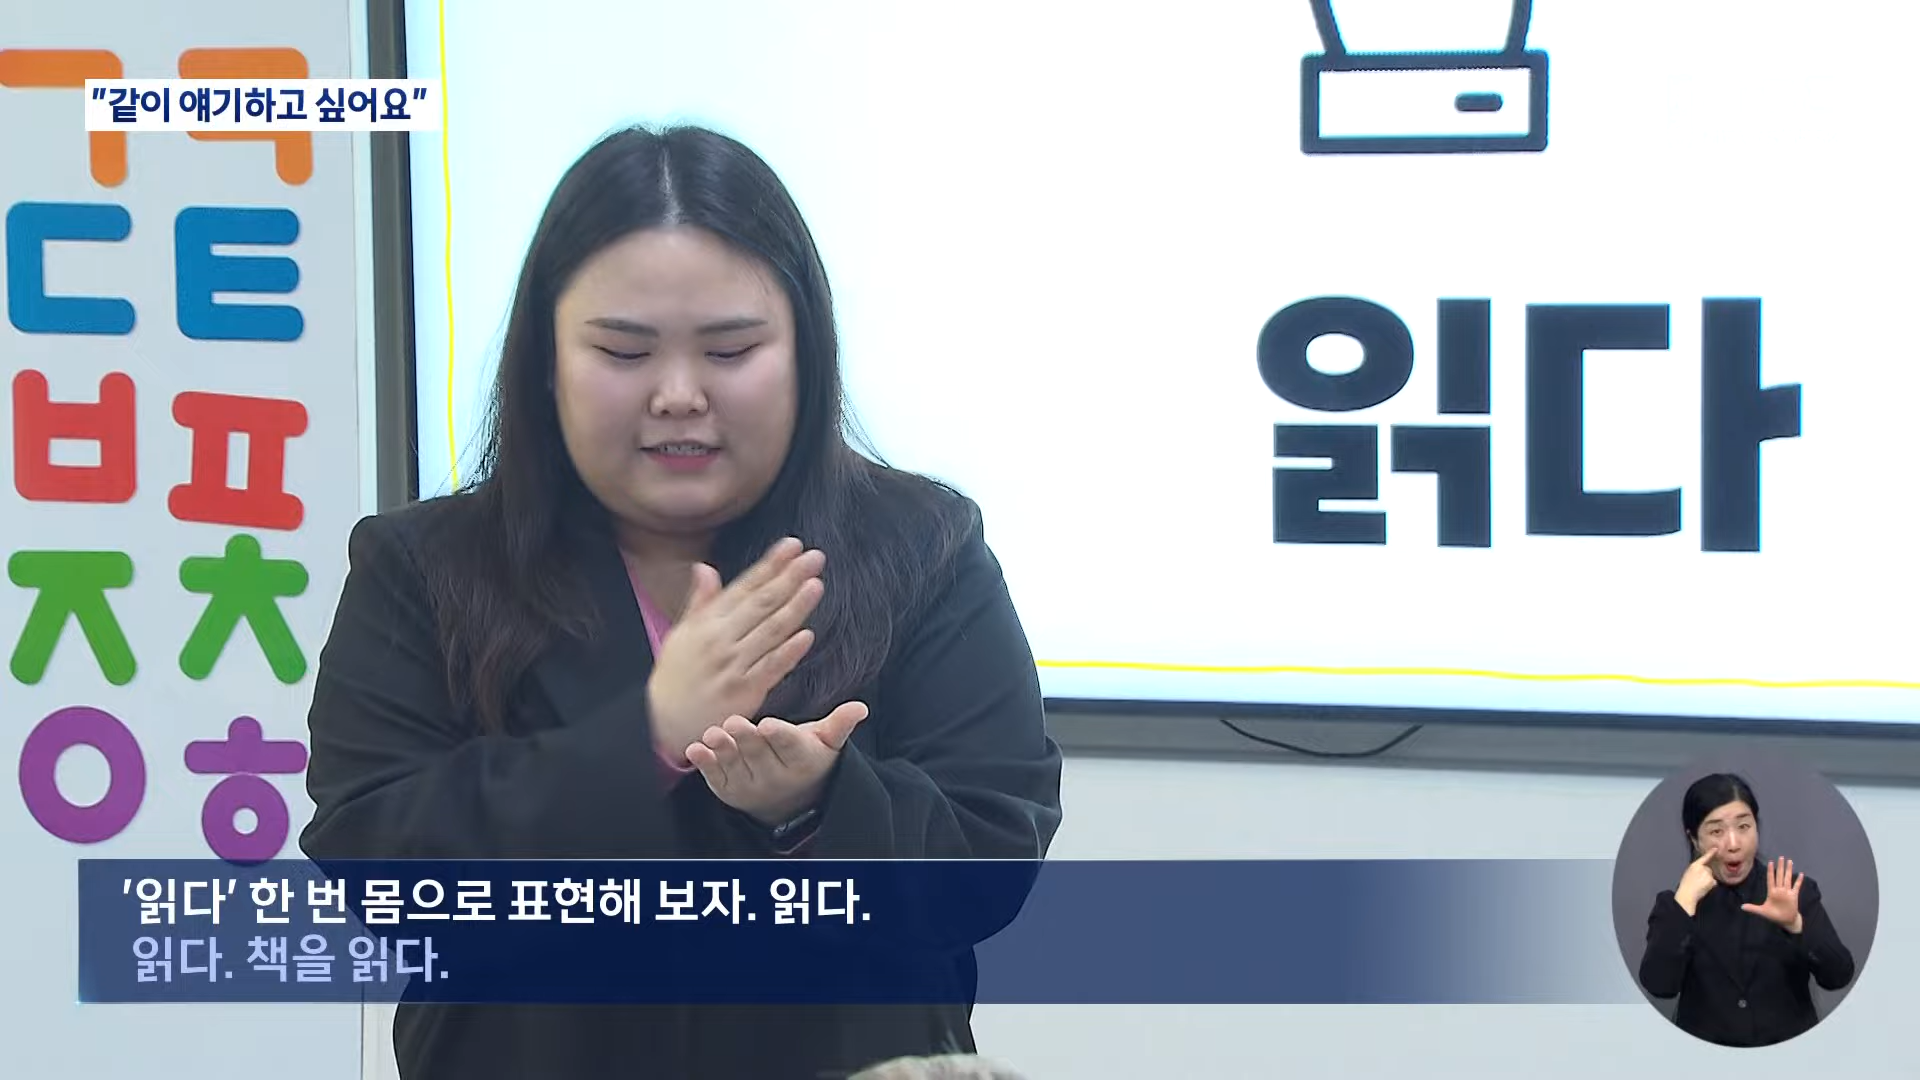 "같이 얘기하고 싶어요"
ㄱ ㅋ
ㄷ ㅌ
ㅂ ㅍ
ㅈ ㅊ
ㅇ ㅎ
읽다
'읽다' 한 번 몸으로 표현해 보자. 읽다.
읽다. 책을 읽다.